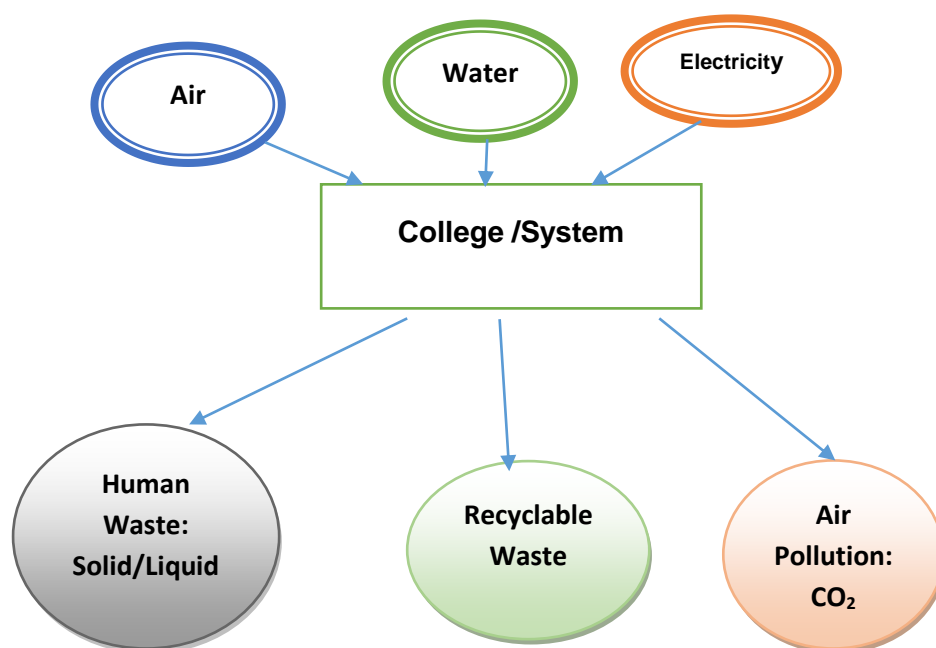 Air
Water
Electricity
College /System
Human
Waste:
Solid/Liquid
Recyclable
Waste
Air
Pollution:
CO₂